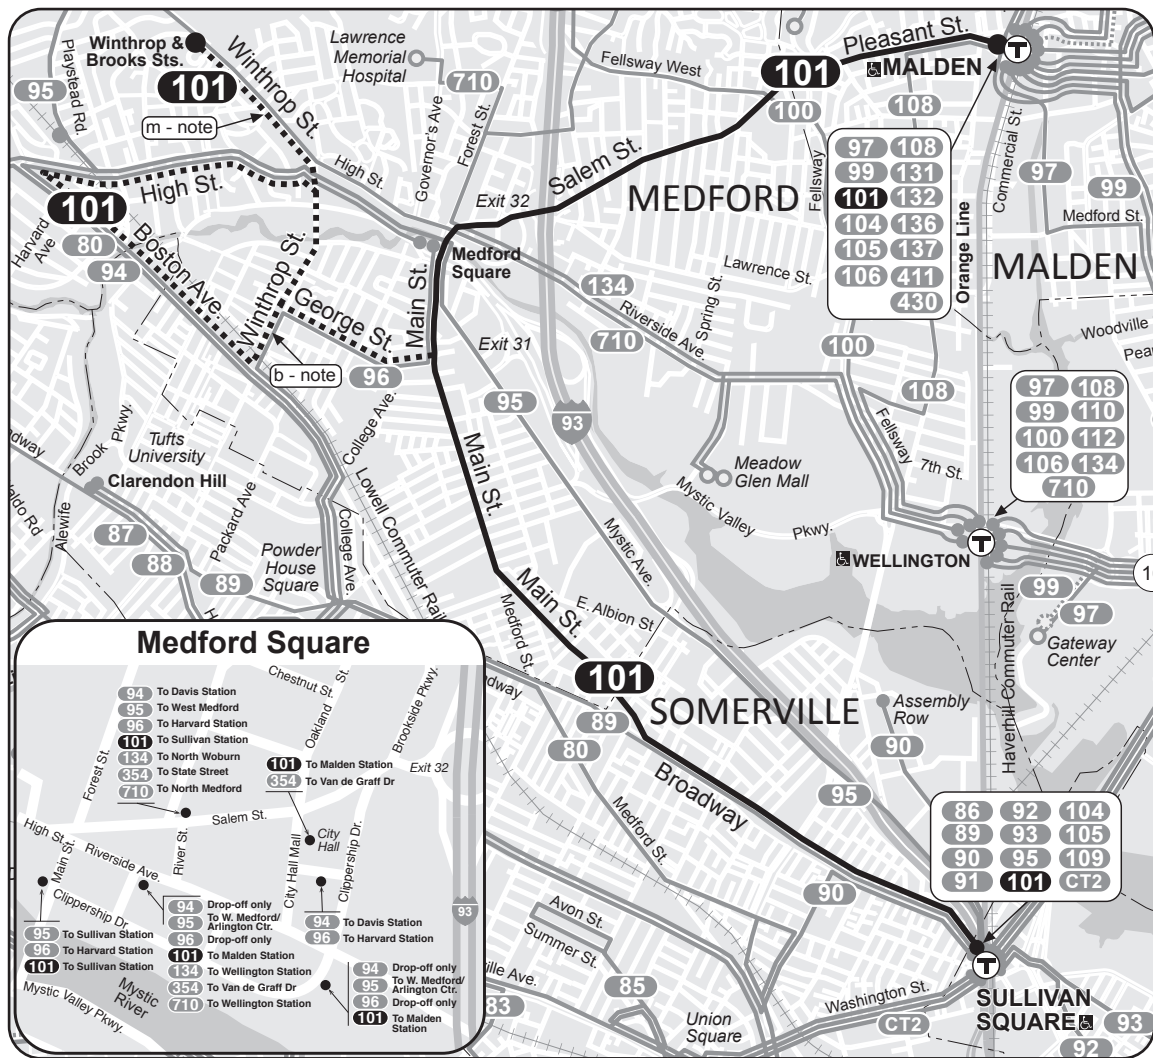 Winthrop &
Brooks Sts.
101
m - note
95
Playstead Rd.
Winthrop St.
Lawrence
Memorial
Hospital
710
Governor's Ave
Forest St.
Fellsway West
101
Pleasant St.
MALDEN
T
100
108
Fellsway
Commercial St.
97
99
Medford St.
97 108
99 131
101 132
104 136
105 137
106 411
430
Orange Line
MALDEN
MEDFORD
Salem St.
Exit 32
High St.
High St.
101
80
94
Harvard
Ave
Boston Ave.
Winthrop St.
George St.
Main St.
Medford
Square
b - note
96
134
Riverside Ave.
710
Spring St.
Lawrence St.
Exit 31
95
93
100
108
Woodville
Pear
97 108
99 110
100 112
106 134
710
Fellsway
7th St.
Meadow
Glen Mall
Mystic Valley
Pkwy.
WELLINGTON
T
10
99
97
Gateway
Center
Haverhill Commuter Rail
Tufts
University
Clarendon Hill
Brook Pkwy.
dway
aldo Rd
Alewife
Packard Ave
87
88
89
Powder
House
Square
College Ave.
College Ave.
Lowell Commuter Rail
Main St.
Main St.
Mystic Ave.
E. Albion St
Medford St.
101
SOMERVILLE
Assembly
Row
90
adway
89
80
Broadway
95
Medford St.
90
86 92 104
89 93 105
90 95 109
91 101 CT2
T
SULLIVAN
SQUARE
93
92
Washington St.
CT2
Avon St.
Summer St.
85
ville Ave.
83
Union
Square
93
Medford Square
94 To Davis Station
95 To West Medford
96 To Harvard Station
101 To Sullivan Station
134 To North Woburn
354 To State Street
710 To North Medford
101 To Malden Station
354 To Van de Graff Dr
Chestnut St.
Oakland St.
Brookside Pkwy.
Exit 32
Forest St.
Salem St.
High St.
Main St.
Riverside Ave.
River St.
City Hall Mall
City
Hall
Clippership Dr.
Clippership Dr
95 To Sullivan Station
96 To Harvard Station
101 To Sullivan Station
94 Drop-off only
95 To W. Medford/
Arlington Ctr.
96 Drop-off only
101 To Malden Station
134 To Wellington Station
354 To Van de Graff Dr
710 To Wellington Station
94 To Davis Station
96 To Harvard Station
94 Drop-off only
95 To W. Medford/
Arlington Ctr.
96 Drop-off only
101 To Malden
Station
Mystic
River
Mystic Valley Pkwy.